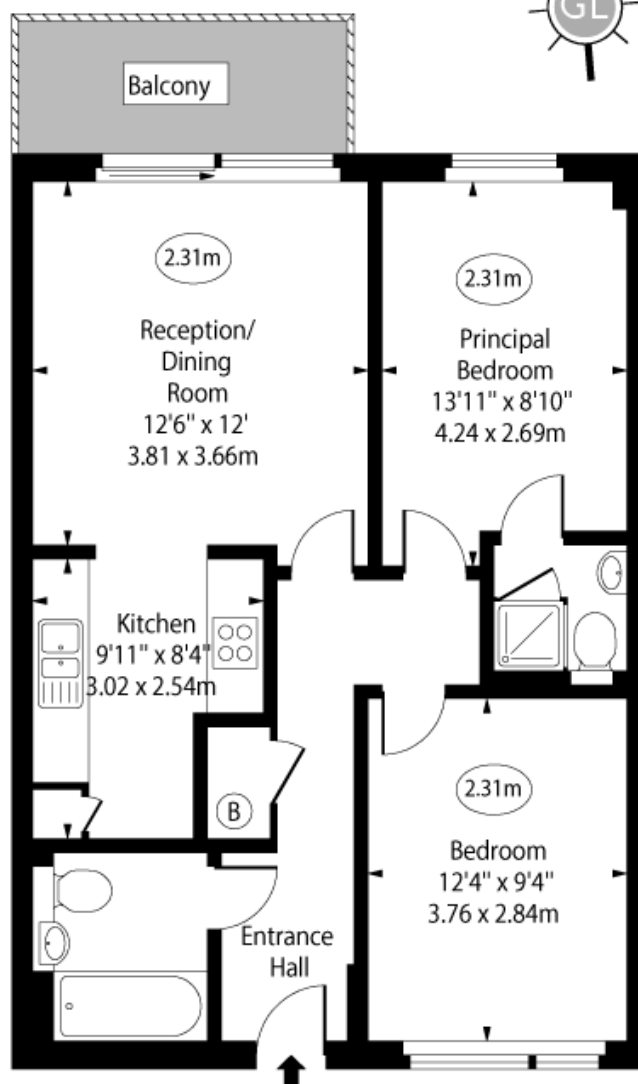 GL
Balcony
2.31m
Reception/
Dining
Room
12'6" x 12'
3.81 x 3.66m
2.31m
Principal
Bedroom
13'11" x 8'10"
4.24 x 2.69m
Kitchen
9'11" x 8'4"
3.02 x 2.54m
B
2.31m
Bedroom
12'4" x 9'4"
3.76 x 2.84m
Entrance
Hall